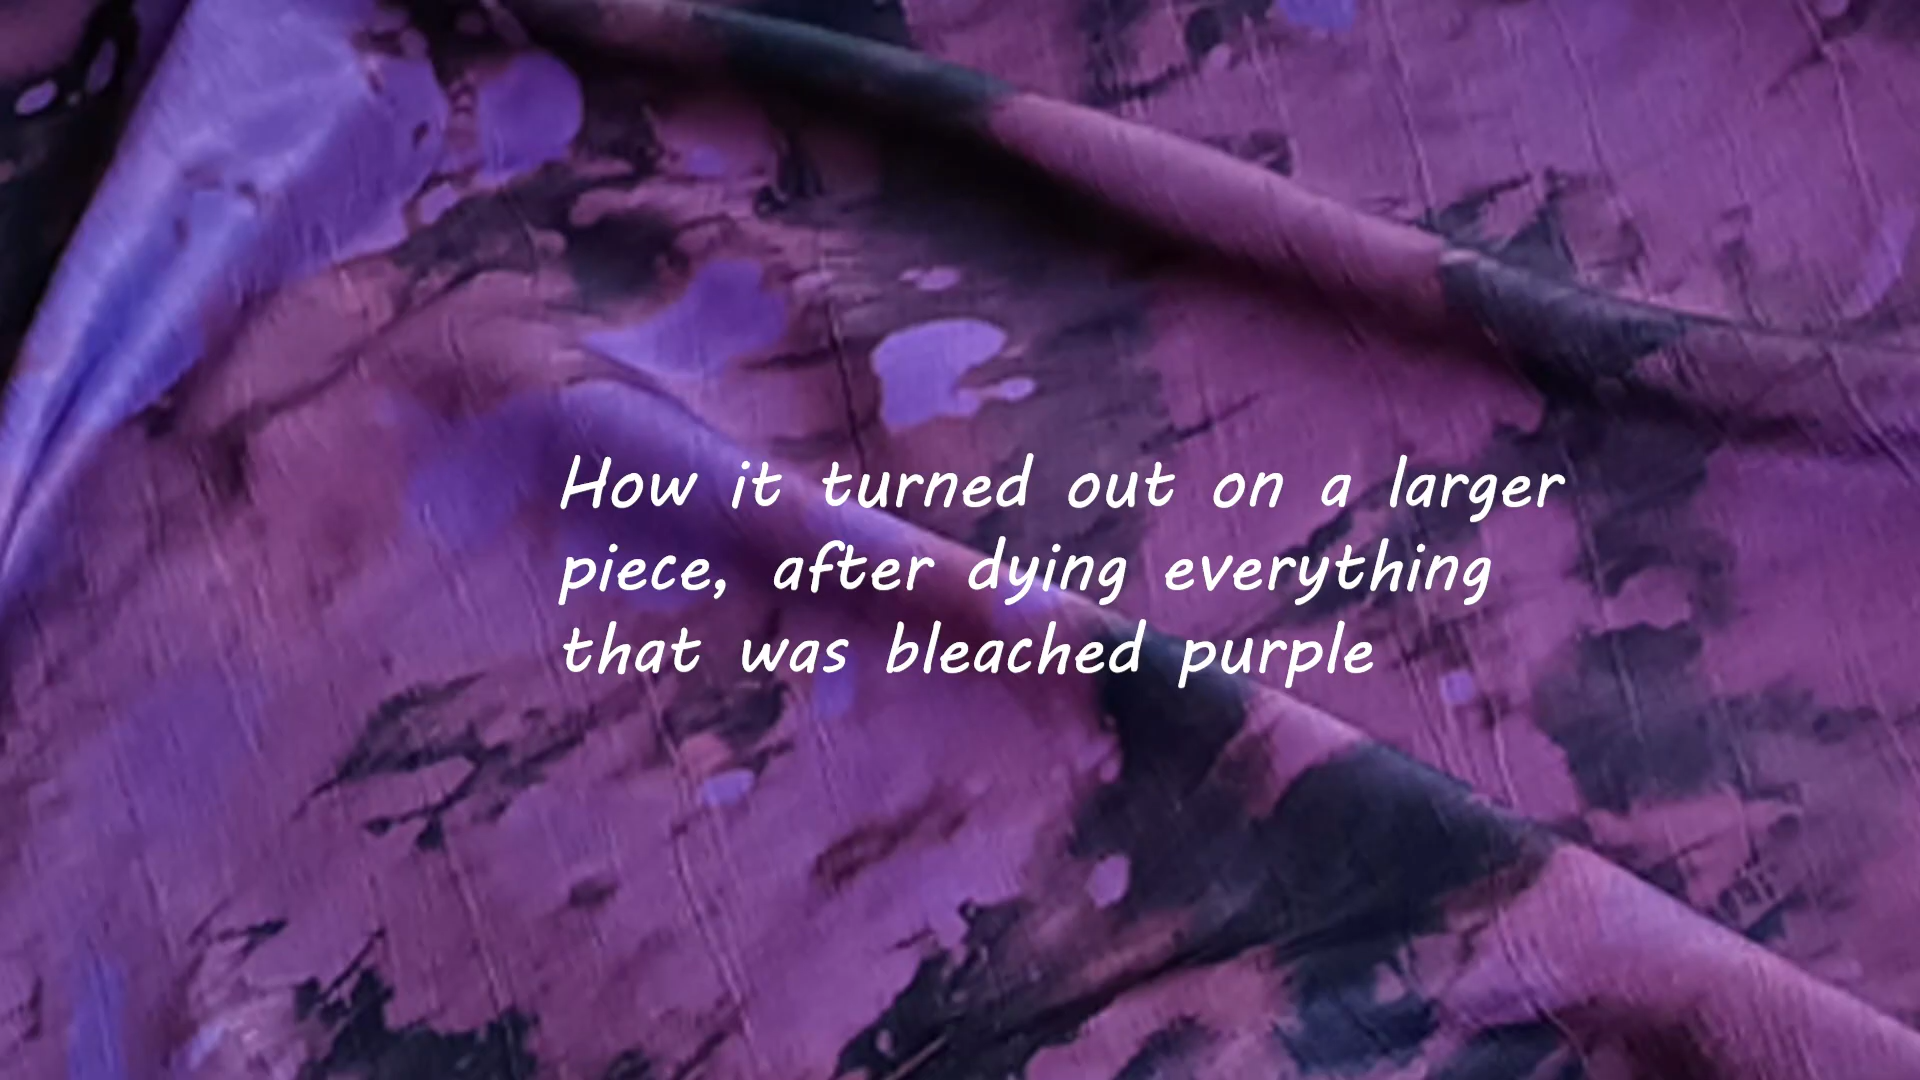 How it turned out on a larger
piece, after dying everything
that was bleached purple